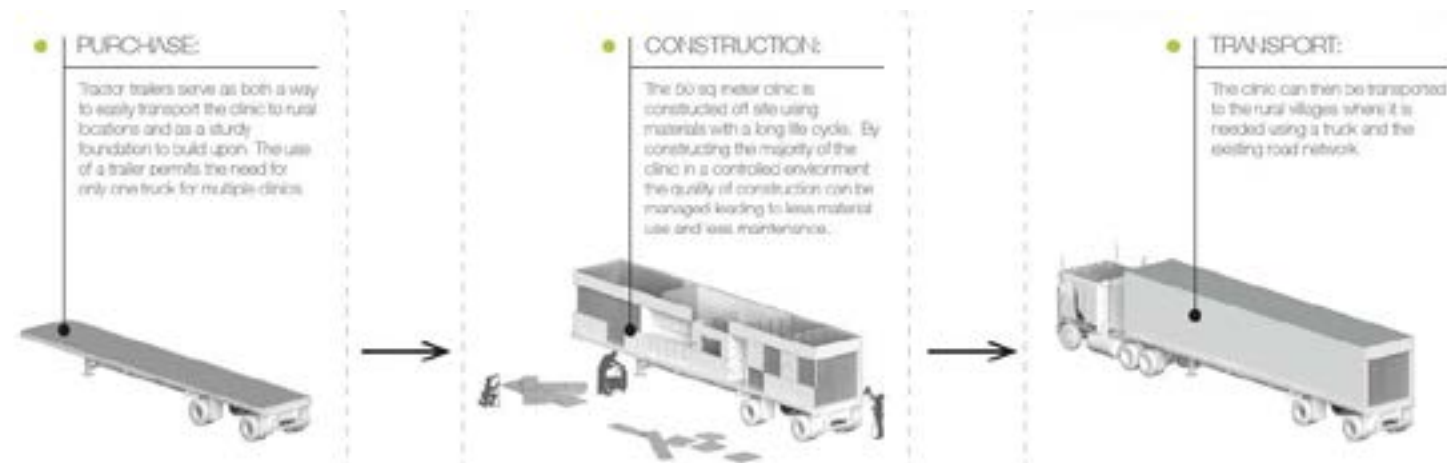 PURCHASE:
Tractor trailers serve as both a way
to easily transport the clinic to rural
locations and as a sturdy
foundation to build upon. The use
of a trailer permits the need for
only one truck for multiple clinics
CONSTRUCTION:
The 50 sq meter clinic is
constructed off site using
materials with a long life cycle. By
constructing the majority of the
clinic in a controlled environment
the quality of construction can be
managed leading to less material
use and less maintenance.
TRANSPORT:
The clinic can then be transported
to the rural villages where it is
needed using a truck and the
existing road network.